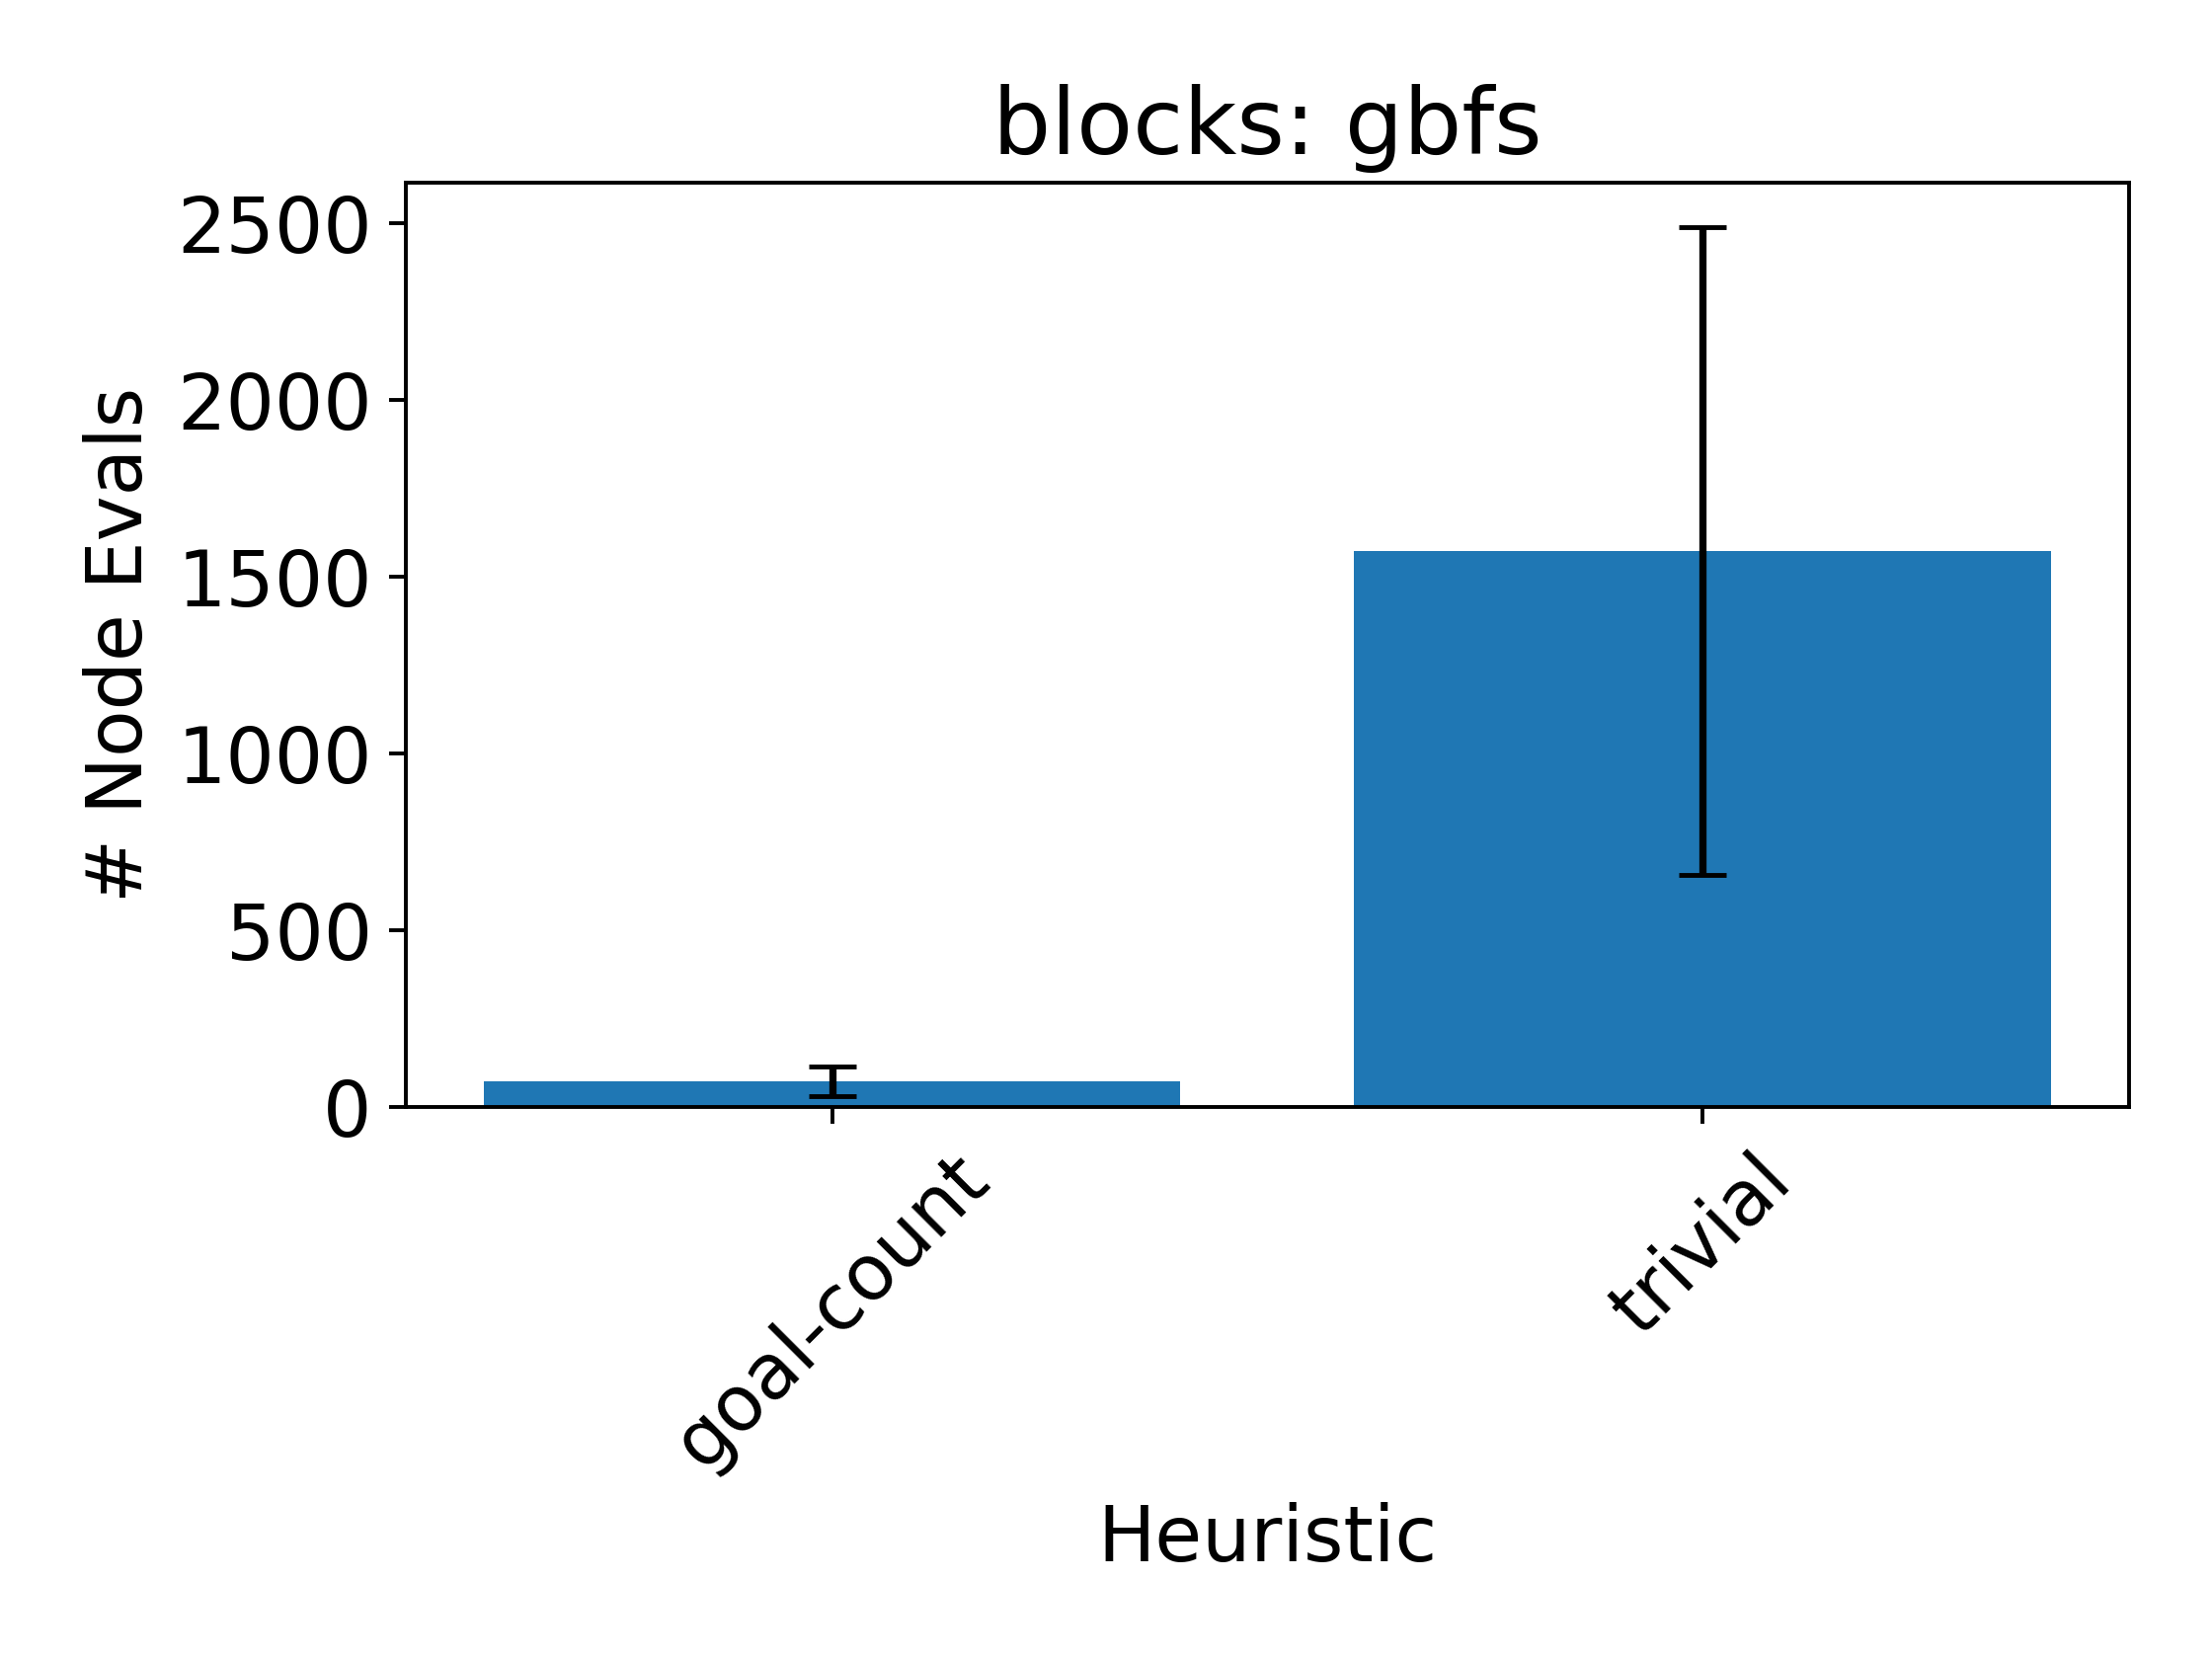 blocks: gbfs
2500
2000
1500
1000
500
0
# Node Evals
goal-count
trivial
Heuristic